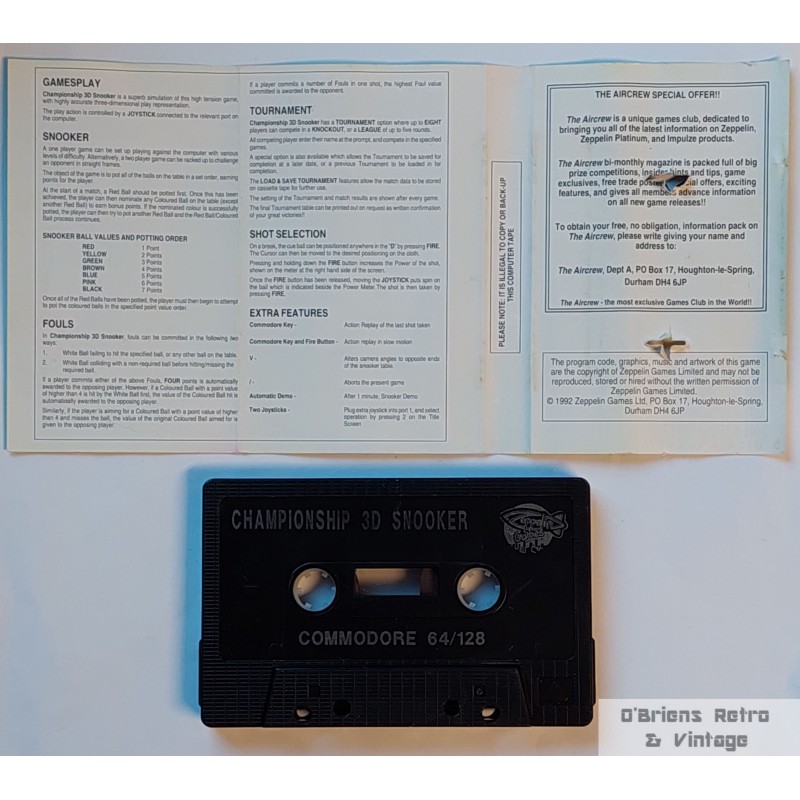 GAMESPLAY
Championship 3D Snooker is a superb simulation of this high tension game,
with highly accurate three-dimensional play representation.
The play action is controlled by a JOYSTICK connected to the relevant port on
the computer.
SNOOKER
A one player game can be set up playing against the computer with various
levels of difficulty. Alternatively, a two player game can be racked up to challenge
an opponent in straight frames.
The object of the game is to pot all of the balls on the table in a set order, earning
points for the player.
At the start of a match, a Red Ball should be potted first. Once this has been
achieved, the player can then nominate any Coloured Ball on the table (except
another Red Ball) to earn bonus points. If the nominated colour is successfully
potted, the player can then try to pot another Red Ball and the Red Ball/Coloured
Ball process continues.
SNOOKER BALL VALUES AND POTTING ORDER
RED 1 Point
YELLOW 2 Points
GREEN 3 Points
BROWN 4 Points
BLUE 5 Points
PINK 6 Points
BLACK 7 Points
Once all of the Red Balls have been potted, the player must then begin to attempt
to pot the coloured balls in the specified point value order.
FOULS
In Championship 3D Snooker, fouls can be committed in the following two
ways:
1. White Ball failing to hit the specified ball, or any other ball on the table.
2. White Ball colliding with a non-required ball before hitting/missing the
required ball.
If a player commits either of the above Fouls, FOUR points is automatically
awarded to the opposing player. However, if a Coloured Ball with a point value
of higher than 4 is hit by the White Ball first, the value of the Coloured Ball hit is
automatically awarded to the opposing player.
Similarly, if the player is aiming for a Coloured Ball with a point value of higher
than 4 and misses the ball, the value of the original Coloured Ball aimed for is
given to the opposing player.
If a player commits a number of Fouls in one shot, the highest Foul value
committed is awarded to the opponent.
TOURNAMENT
Championship 3D Snooker has a TOURNAMENT option where up to EIGHT
players can compete in a KNOCKOUT, or a LEAGUE of up to five rounds.
All competing player enter their name at the prompt, and compete in the specified
games.
A special option is also available which allows the Tournament to be saved for
completion at a later date, or a previous Tournament to be loaded in for
completion.
The LOAD & SAVE TOURNAMENT features allow the match data to be stored
on cassette tape for further use.
The setting of the Tournament and match results are shown after every game.
The final Tournament table can be printed out on request as written confirmation
of your great victories!!
SHOT SELECTION
On a break, the cue ball can be positioned anywhere in the "D" by pressing FIRE.
The Cursor can then be moved to the desired positioning on the cloth.
Pressing and holding down the FIRE button increases the Power of the shot,
shown on the meter at the right hand side of the screen.
Once the FIRE button has been released, moving the JOYSTICK puts spin on
the ball which is indicated beside the Power Meter. The shot is then taken by
pressing FIRE.
EXTRA FEATURES
Commodore Key - Action Replay of the last shot taken
Commodore Key and Fire Button - Action replay in slow motion
V - Alters camera angles to opposite ends
of the snooker table.
/ - Aborts the present game
Automatic Demo - After 1 minute, Snooker Demo
Two Joysticks - Plug extra joystick into port 1, and select
operation by pressing 2 on the Title
Screen
PLEASE NOTE: IT IS ILLEGAL TO COPY OR BACK-UP
THIS COMPUTER TAPE
THE AIRCREW SPECIAL OFFER!!
The Aircrew is a unique games club, dedicated to
bringing you all of the latest information on Zeppelin,
Zeppelin Platinum, and Impulze products.
The Aircrew bi-monthly magazine is packed full of big
prize competitions, insider hints and tips, game
exclusives, free trade offers, exciting
features, and gives all members advance information
on all new game releases!!
To obtain your free, no obligation, information pack on
The Aircrew, please write giving your name and
address to:
The Aircrew, Dept A, PO Box 17, Houghton-le-Spring,
Durham DH4 6JP
The Aircrew - the most exclusive Games Club in the World!!
The program code, graphics, music and artwork of this game
are the copyright of Zeppelin Games Limited and may not be
reproduced, stored or hired without the written permission of
Zeppelin Games Limited.
© 1992 Zeppelin Games Ltd, PO Box 17, Houghton-le-Spring,
Durham DH4 6JP
CHAMPIONSHIP 3D SNOOKER
Zeppelin
Games
COMMODORE 64/128
O'Briens Retro
& Vintage